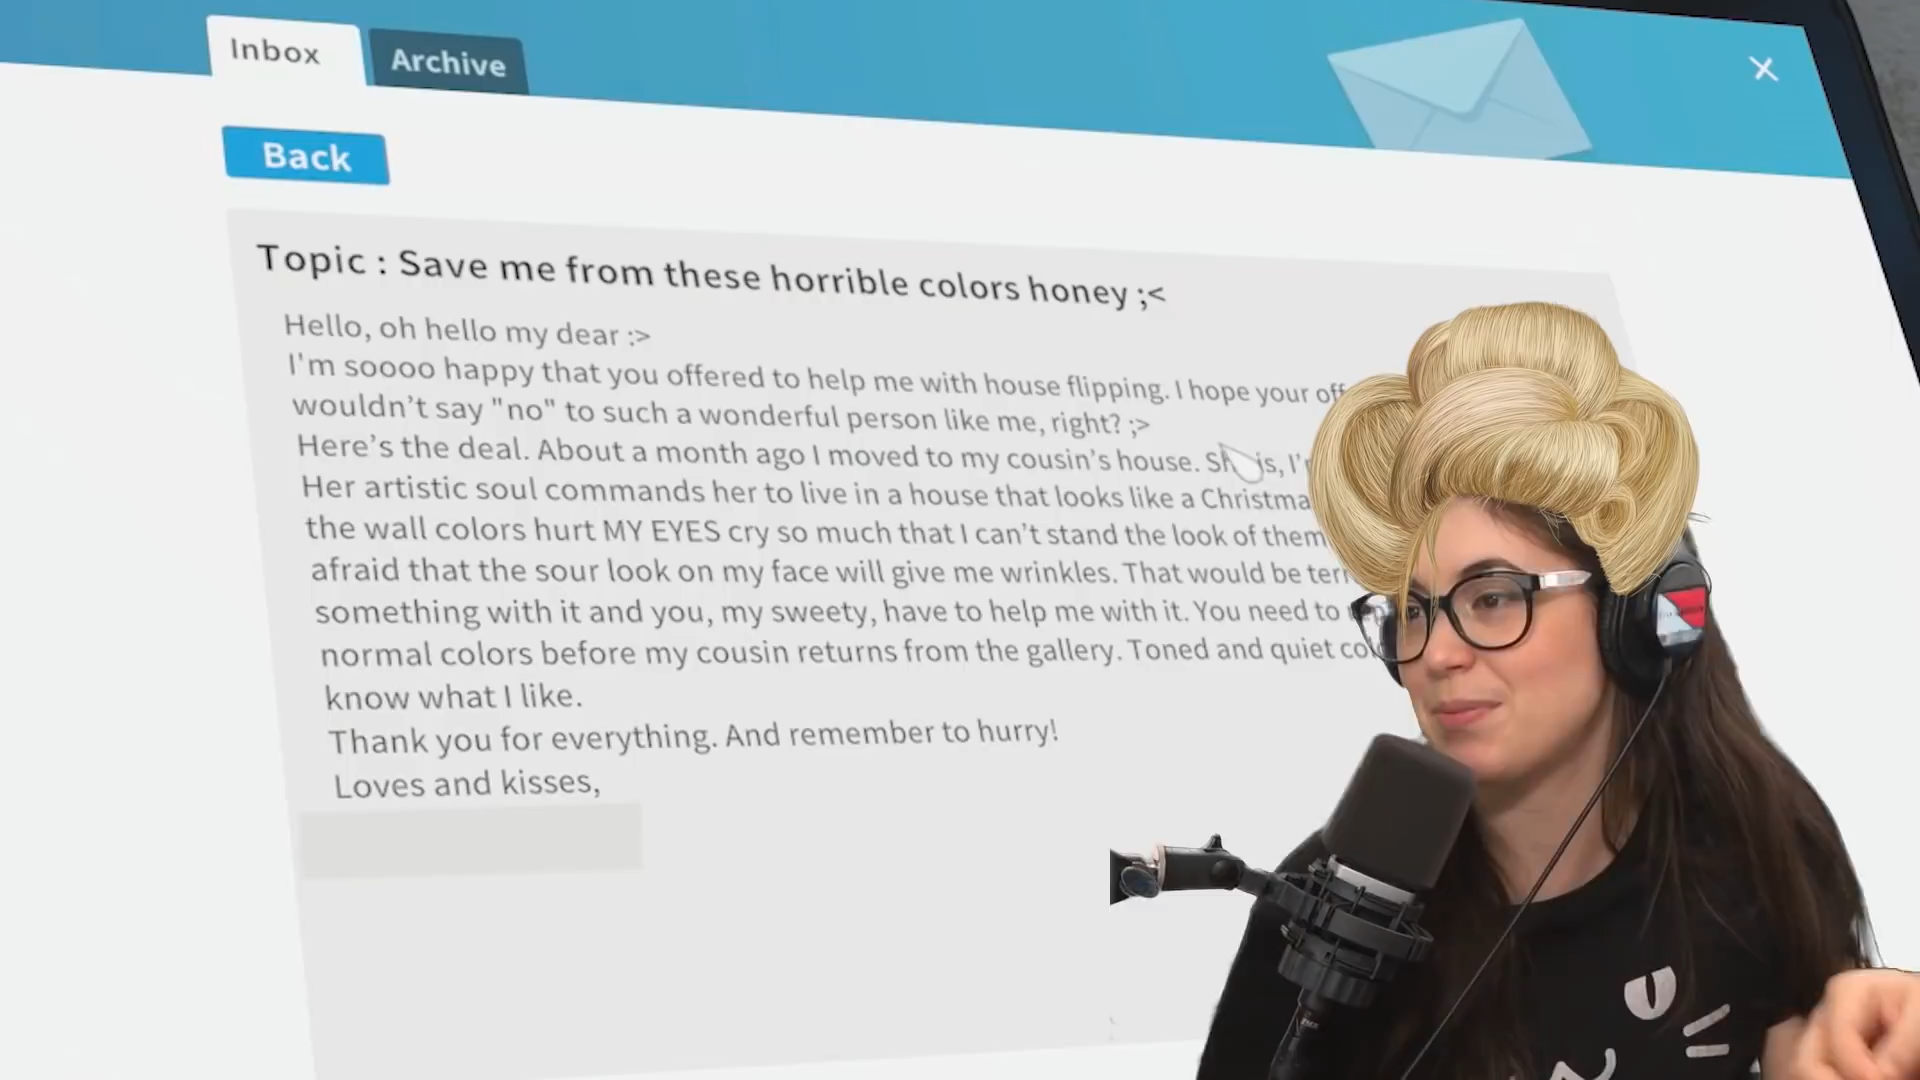 Inbox
Archive
Back
Topic : Save me from these horrible colors honey ;<
Hello, oh hello my dear :>
I'm soooo happy that you offered to help me with house flipping. I hope your
wouldn't say "no" to such a wonderful person like me, right? ;>
Here's the deal. About a month ago I moved to my cousin's house.
Her artistic soul commands her to live in a house that looks like a
the wall colors hurt MY EYES cry so much that I can't stand the look of them
afraid that the sour look on my face will give me wrinkles. That would be
something with it and you, my sweety, have to help me with it. You need to
normal colors before my cousin returns from the gallery. Toned and quiet
know what I like.
Thank you for everything. And remember to hurry!
Loves and kisses,